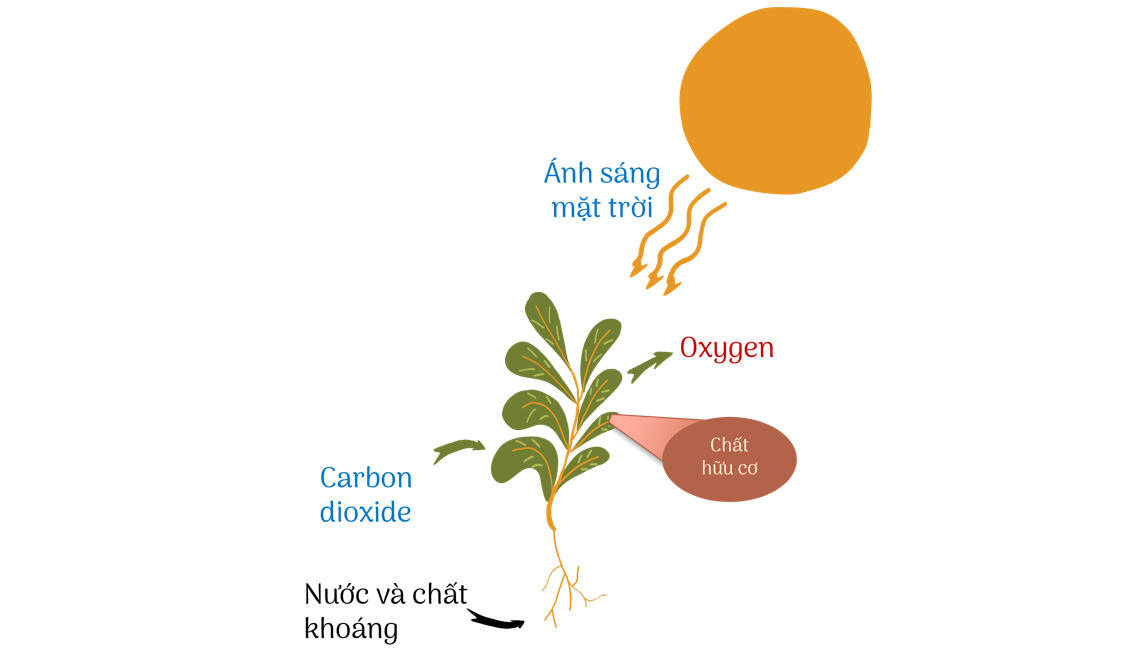 Ánh sáng
mặt trời
Oxygen
Chất
hữu cơ
Carbon
dioxide
Nước và chất
khoáng